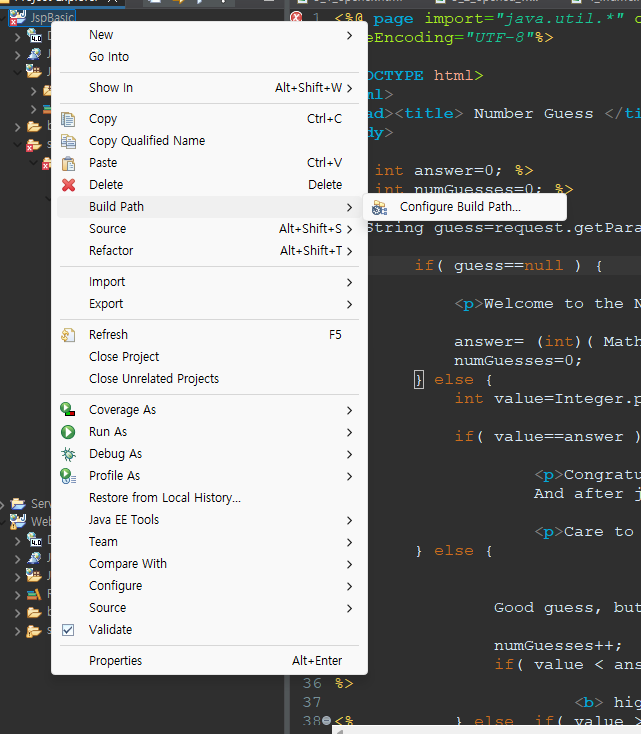 Project Explorer
JspBasic
New
Go Into
Show In Alt+Shift+W
Copy Ctrl+C
Copy Qualified Name
Paste Ctrl+V
Delete Delete
Build Path
Configure Build Path...
Source Alt+Shift+S
Refactor Alt+Shift+T
Import
Export
Refresh F5
Close Project
Close Unrelated Projects
Coverage As
Run As
Debug As
Profile As
Restore from Local History...
Java EE Tools
Team
Compare With
Configure
Source
Validate
Properties Alt+Enter
Serv
Web
1 <%@ page import="java.util.*" c
eEncoding="UTF-8"%>
OCTYPE html>
ml>
ad><title> Number Guess </ti
dy>
int answer=0; %>
int numGuesses=0; %>
String guess=request.getPara
if( guess==null ) {
<p>Welcome to the N
answer= (int)( Math
numGuesses=0;
} else {
int value=Integer.p
if( value==answer )
<p>Congratu
And after j
<p>Care to
} else {
Good guess, but
numGuesses++;
if( value < ans
36 %>
37 <b> hig
38 <% } else if( value >